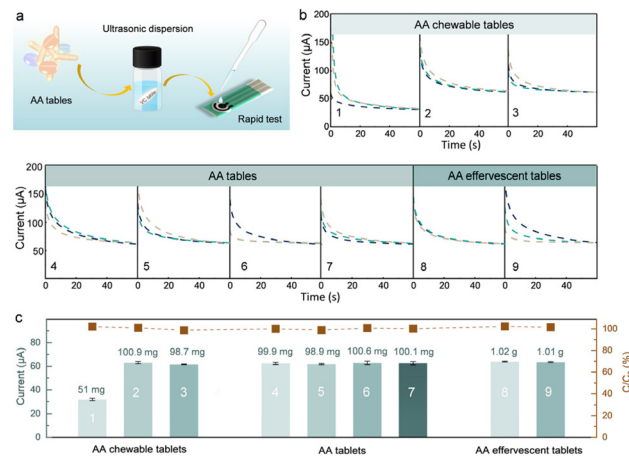 a
Ultrasonic dispersion
AA tables
Rapid test
b
AA chewable tables
Current (µA)
200
150
100
50
0
1
2
3
0 20 40 0 20 40 0 20 40
Time (s)
AA tables
AA effervescent tables
Current (µA)
200
150
100
50
0
4
5
6
7
8
9
0 20 40 0 20 40 0 20 40 0 20 40 0 20 40 0 20 40
Time (s)
c
Current (µA)
80
60
40
20
0
51 mg
100.9 mg
98.7 mg
99.9 mg
98.9 mg
100.6 mg
100.1 mg
1.02 g
1.01 g
1
2
3
4
5
6
7
8
9
100
80
60
40
20
0
AA chewable tablets
AA tablets
AA effervescent tablets